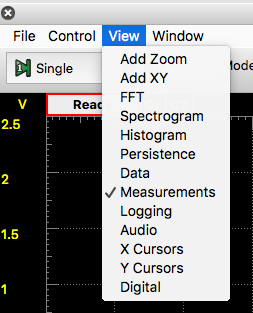 File Control View Window
Single
Mode
Read
V
2.5
2
1.5
1
Add Zoom
Add XY
FFT
Spectrogram
Histogram
Persistence
Data
Measurements
Logging
Audio
X Cursors
Y Cursors
Digital